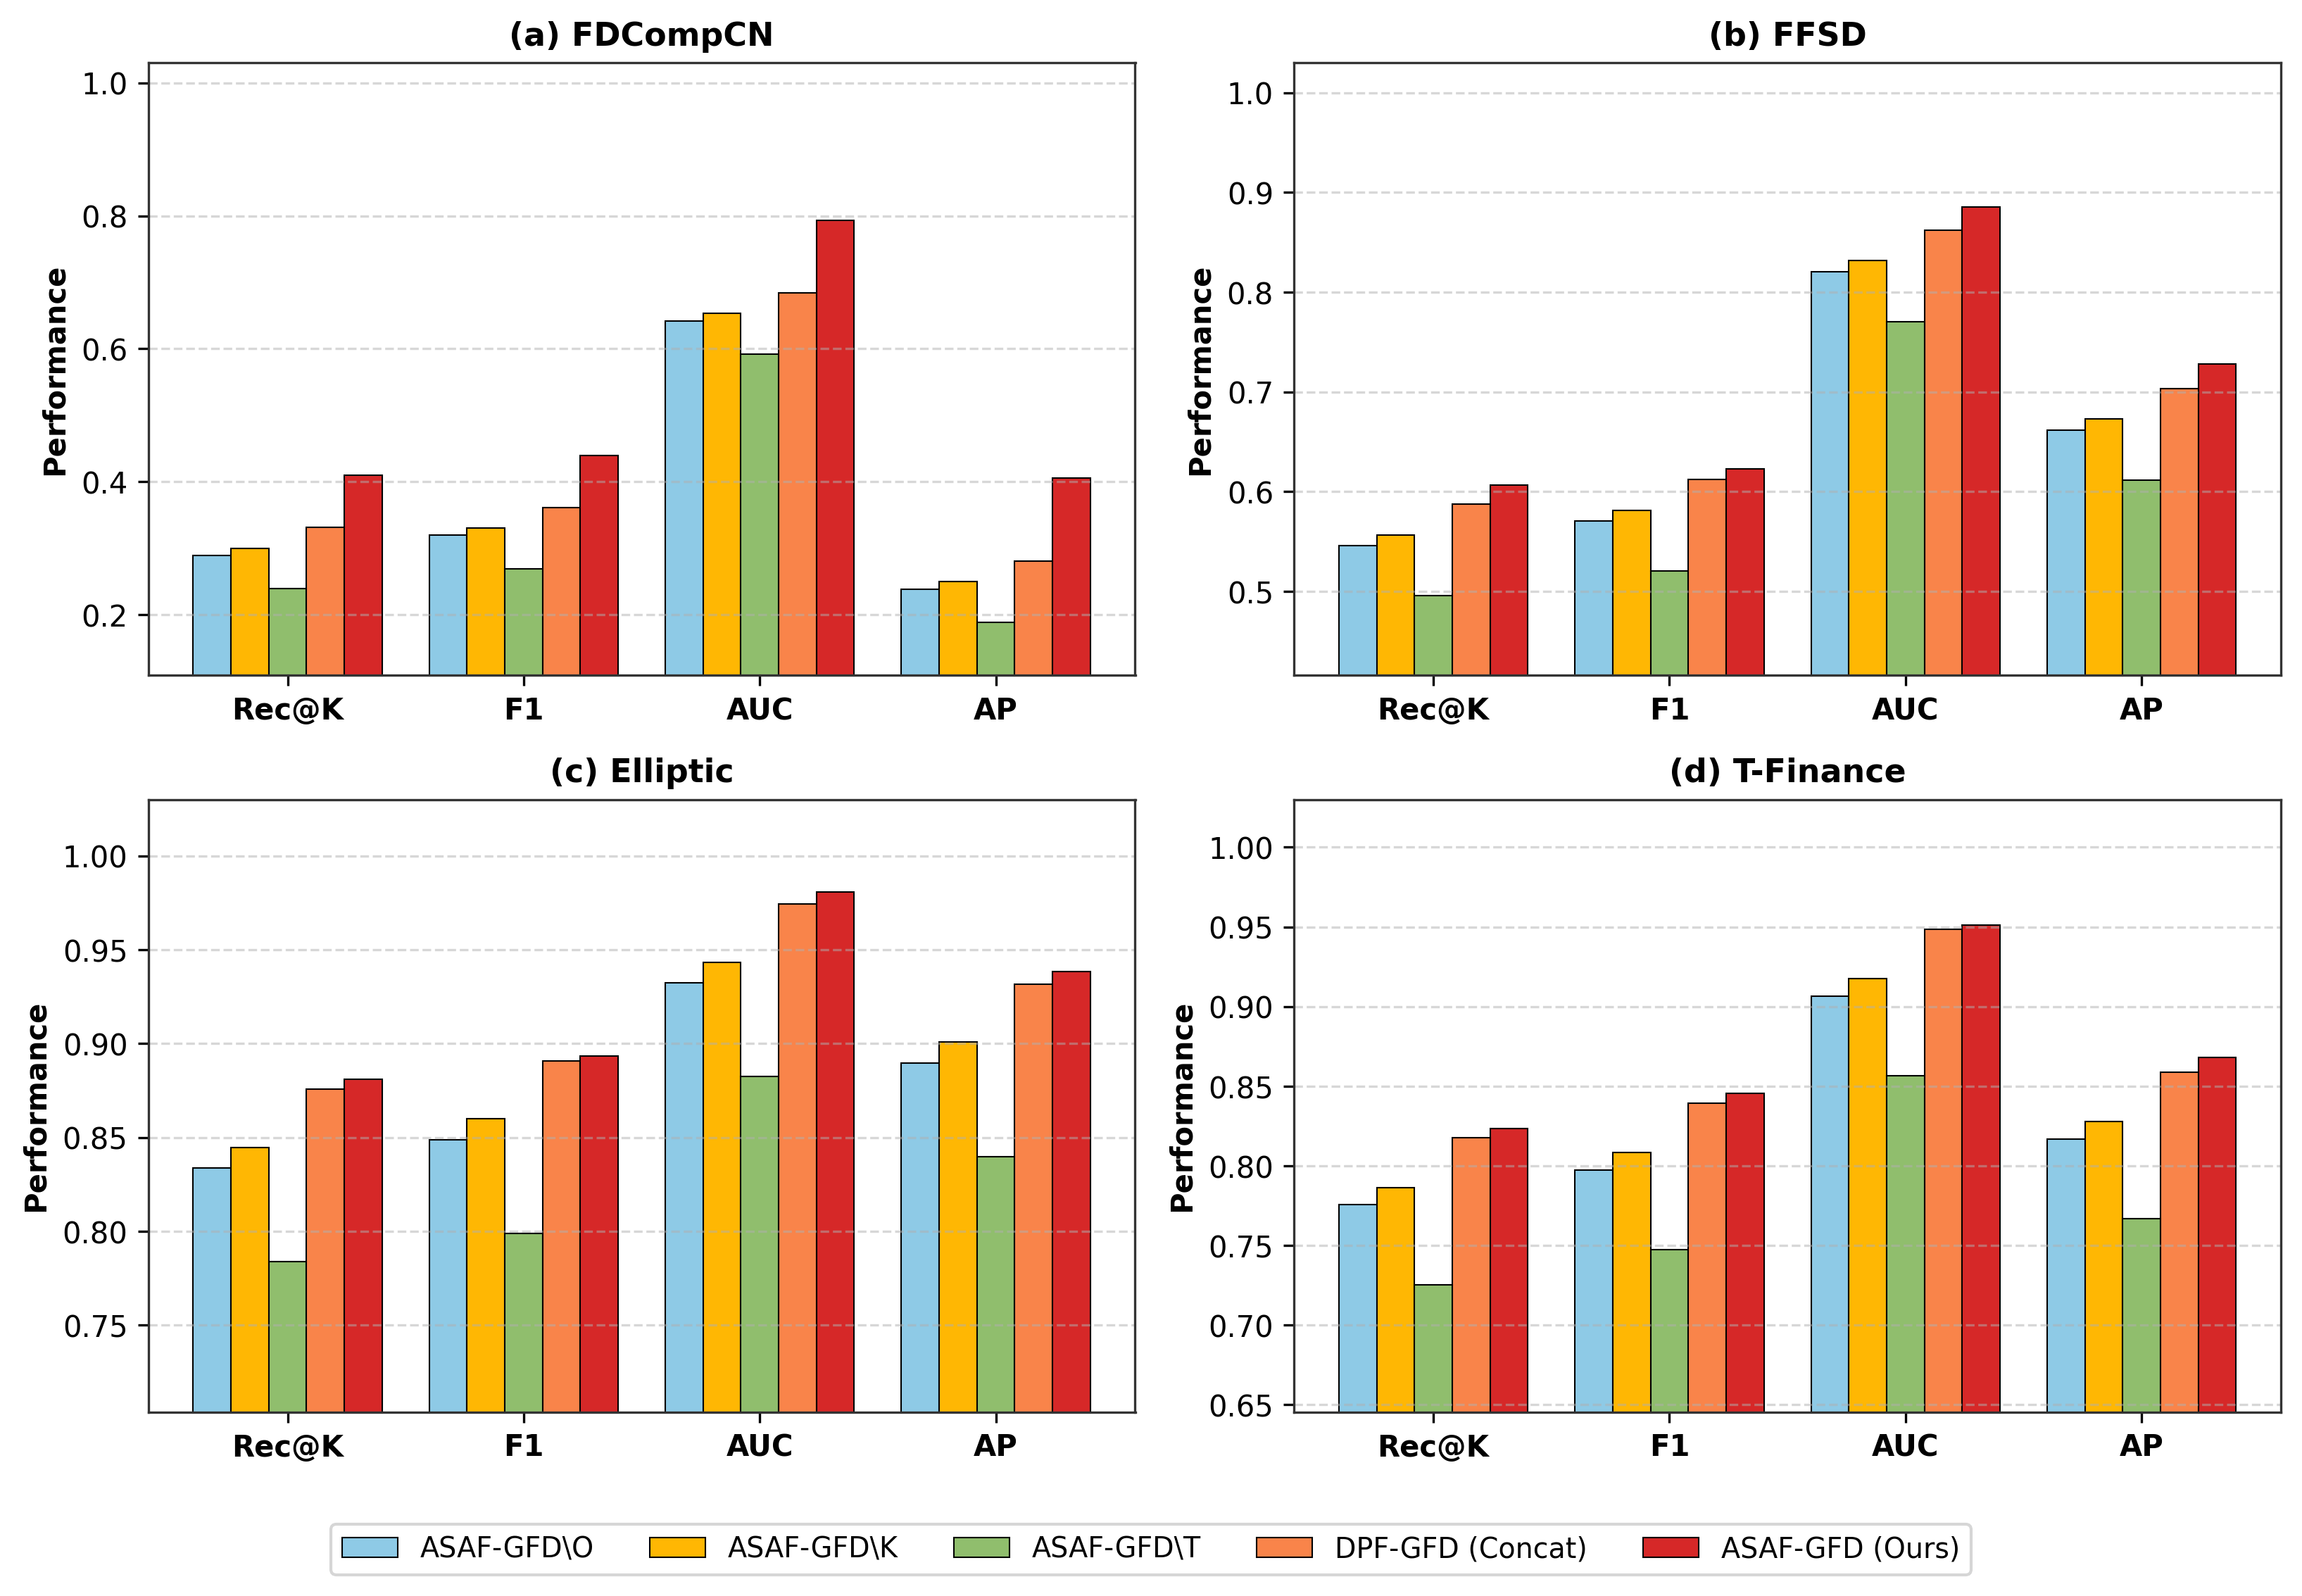 (a) FDCompCN
Performance
1.0
0.8
0.6
0.4
0.2
Rec@K F1 AUC AP
(b) FFSD
Performance
1.0
0.9
0.8
0.7
0.6
0.5
Rec@K F1 AUC AP
(c) Elliptic
Performance
1.00
0.95
0.90
0.85
0.80
0.75
Rec@K F1 AUC AP
(d) T-Finance
Performance
1.00
0.95
0.90
0.85
0.80
0.75
0.70
0.65
Rec@K F1 AUC AP
ASAF-GFD\O ASAF-GFD\K ASAF-GFD\T DPF-GFD (Concat) ASAF-GFD (Ours)